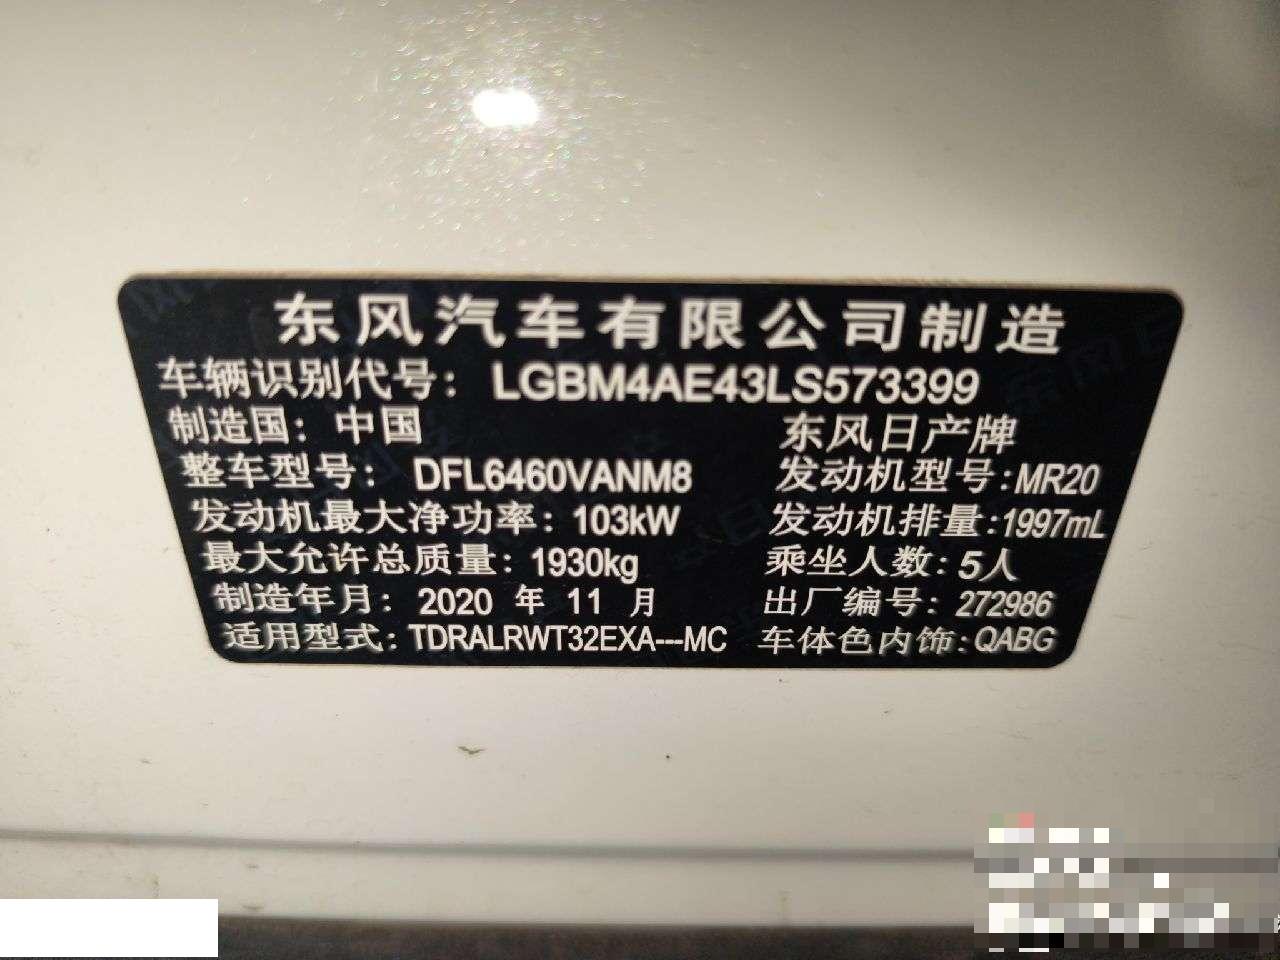 东风汽车有限公司制造
车辆识别代号：LGBM4AE43LS573399
制造国：中国 东风日产牌
整车型号：DFL6460VANM8 发动机型号：MR20
发动机最大净功率：103kW 发动机排量：1997mL
最大允许总质量：1930kg 乘坐人数：5人
制造年月：2020 年 11 月 出厂编号：272986
适用型式：TDRALRWT32EXA---MC 车体色内饰：QABG